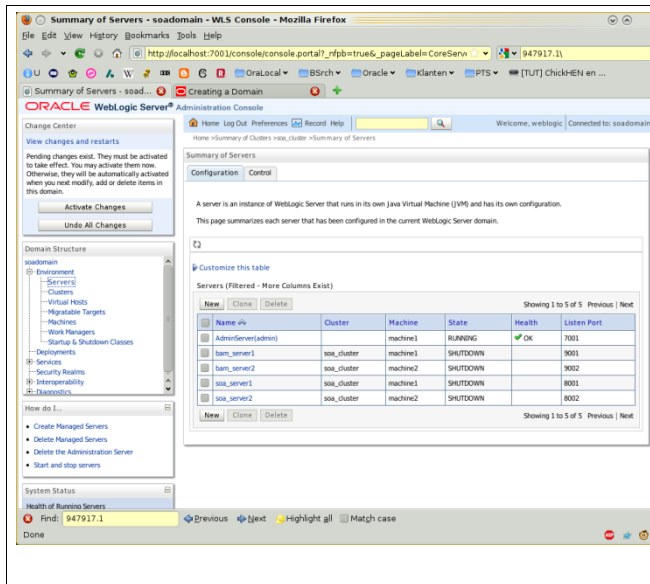 Summary of Servers - soadomain - WLS Console - Mozilla Firefox
File Edit View History Bookmarks Tools Help
http://localhost:7001/console/console.portal?_nfpb=true&_pageLabel=CoreServ
947917.1\
U W OraLocal BSrch Oracle Klanten PTS [TUT] ChickHEN en ...
Summary of Servers - soad... Creating a Domain
ORACLE WebLogic Server® Administration Console
Change Center
View changes and restarts
Pending changes exist. They must be activated
to take effect. You may activate them now.
Otherwise, they will be automatically activated
when you next modify, add or delete items in
this domain.
Activate Changes
Undo All Changes
Domain Structure
soadomain
Environment
Servers
Clusters
Virtual Hosts
Migratable Targets
Machines
Work Managers
Startup & Shutdown Classes
Deployments
Services
Security Realms
Interoperability
Diagnostics
How do I...
Create Managed Servers
Delete Managed Servers
Delete the Administration Server
Start and stop servers
System Status
Health of Running Servers
Home Log Out Preferences Record Help
Welcome, weblogic Connected to: soadomain
Home >Summary of Clusters >soa_cluster >Summary of Servers
Summary of Servers
Configuration Control
A server is an instance of WebLogic Server that runs in its own Java Virtual Machine (JVM) and has its own configuration.
This page summarizes each server that has been configured in the current WebLogic Server domain.
Customize this table
Servers (Filtered - More Columns Exist)
New Clone Delete Showing 1 to 5 of 5 Previous | Next
Name Cluster Machine State Health Listen Port
AdminServer(admin) machine1 RUNNING OK 7001
bam_server1 soa_cluster machine1 SHUTDOWN 9001
bam_server2 soa_cluster machine2 SHUTDOWN 9002
soa_server1 soa_cluster machine1 SHUTDOWN 8001
soa_server2 soa_cluster machine2 SHUTDOWN 8002
New Clone Delete Showing 1 to 5 of 5 Previous | Next
Find: 947917.1 Previous Next Highlight all Match case
Done